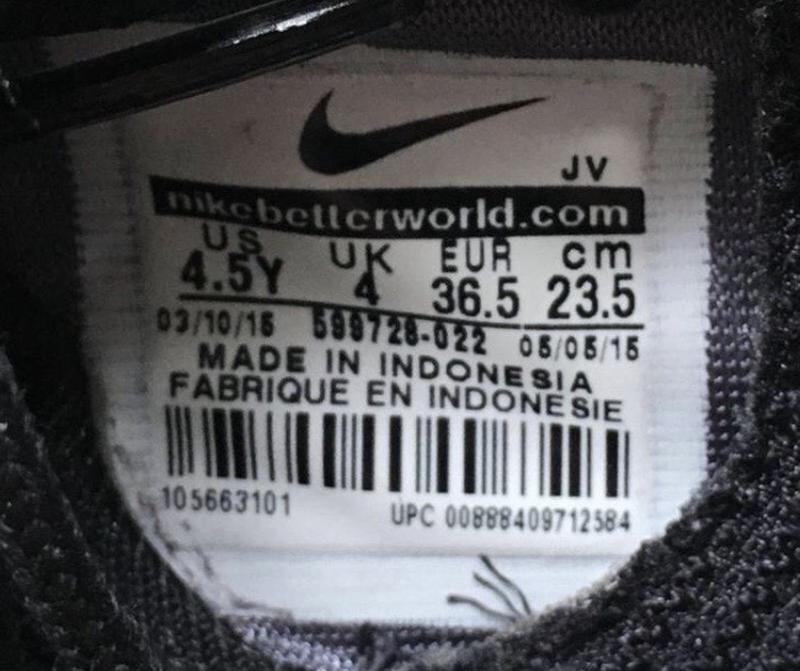 JV
nikebetterworld.com
US UK EUR cm
4.5Y 4 36.5 23.5
03/10/15 599728-022 05/05/15
MADE IN INDONESIA
FABRIQUE EN INDONESIE
105663101 UPC 00888409712584